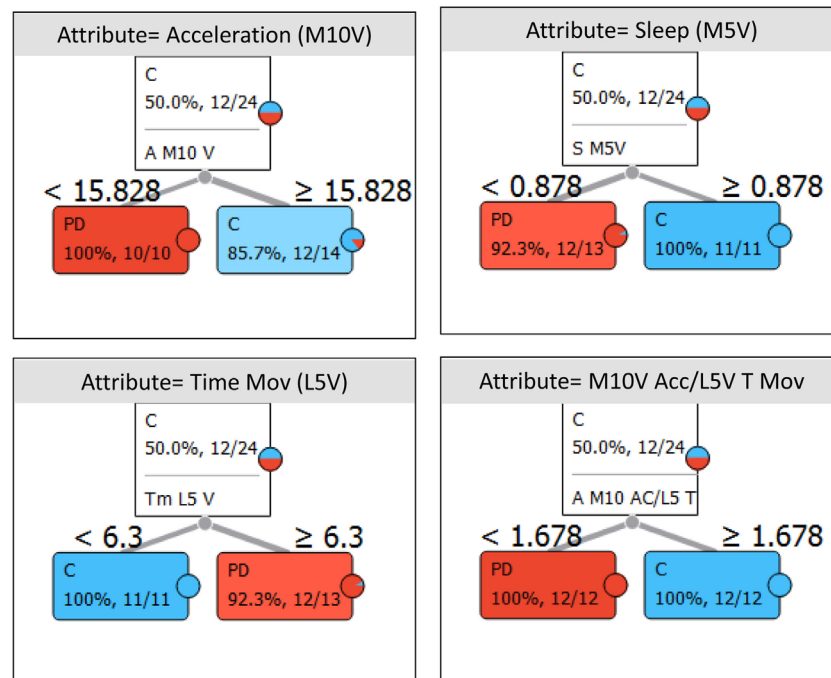 Attribute= Acceleration (M10V)
C
50.0%, 12/24
A M10 V
< 15.828
≥ 15.828
PD
100%, 10/10
C
85.7%, 12/14
Attribute= Sleep (M5V)
C
50.0%, 12/24
S M5V
< 0.878
≥ 0.878
PD
92.3%, 12/13
C
100%, 11/11
Attribute= Time Mov (L5V)
C
50.0%, 12/24
Tm L5 V
< 6.3
≥ 6.3
C
100%, 11/11
PD
92.3%, 12/13
Attribute= M10V Acc/L5V T Mov
C
50.0%, 12/24
A M10 AC/L5 T
< 1.678
≥ 1.678
PD
100%, 12/12
C
100%, 12/12